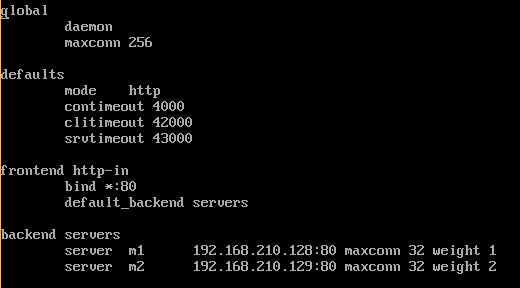 global
daemon
maxconn 256
defaults
mode http
contimeout 4000
clitimeout 42000
srvtimeout 43000
frontend http-in
bind *:80
default_backend servers
backend servers
server m1 192.168.210.128:80 maxconn 32 weight 1
server m2 192.168.210.129:80 maxconn 32 weight 2